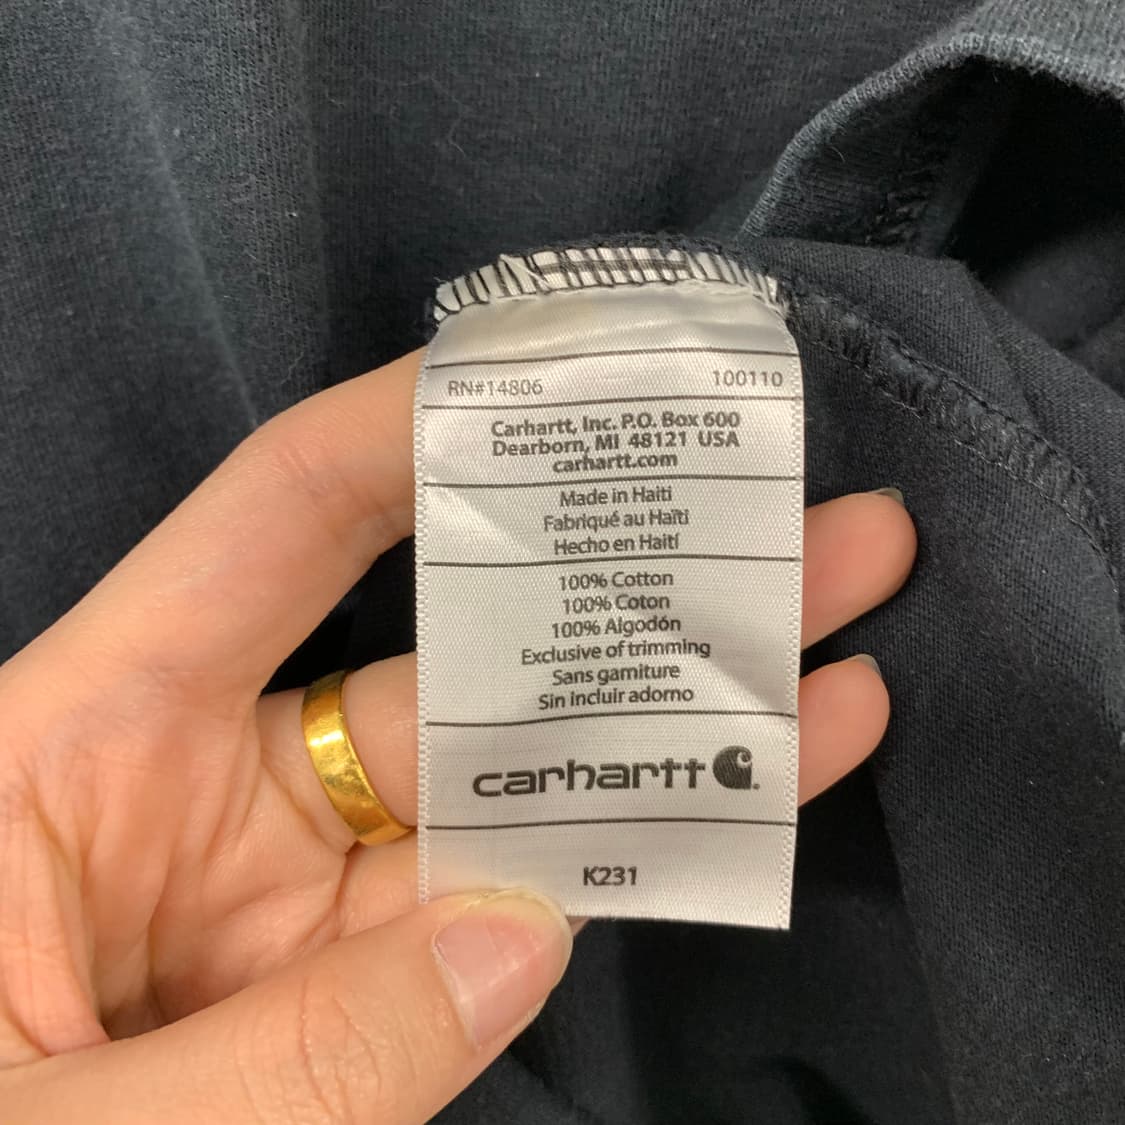 RN#14806 100110
Carhartt, Inc. P.O. Box 600
Dearborn, MI 48121 USA
carhartt.com
Made in Haiti
Fabriqué au Haïti
Hecho en Haití
100% Cotton
100% Coton
100% Algodón
Exclusive of trimming
Sans garniture
Sin incluir adorno
carhartt
K231